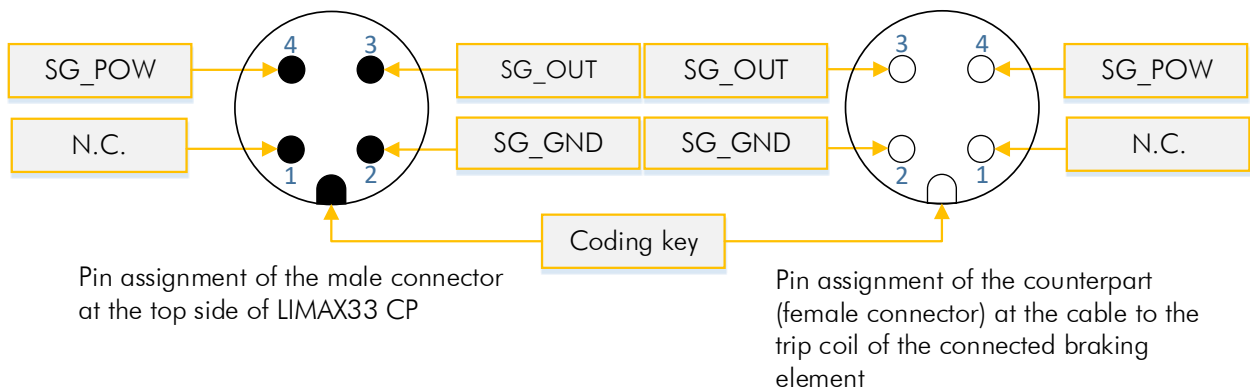 4
3
3
4
SG_POW
SG_OUT
SG_OUT
SG_POW
N.C.
SG_GND
SG_GND
N.C.
1
2
2
1
Coding key
Pin assignment of the male connector
at the top side of LIMAX33 CP
Pin assignment of the counterpart
(female connector) at the cable to the
trip coil of the connected braking
element